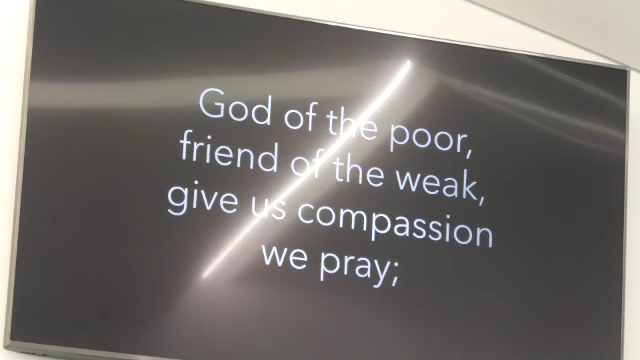 God of the poor,
friend of the weak,
give us compassion
we pray;